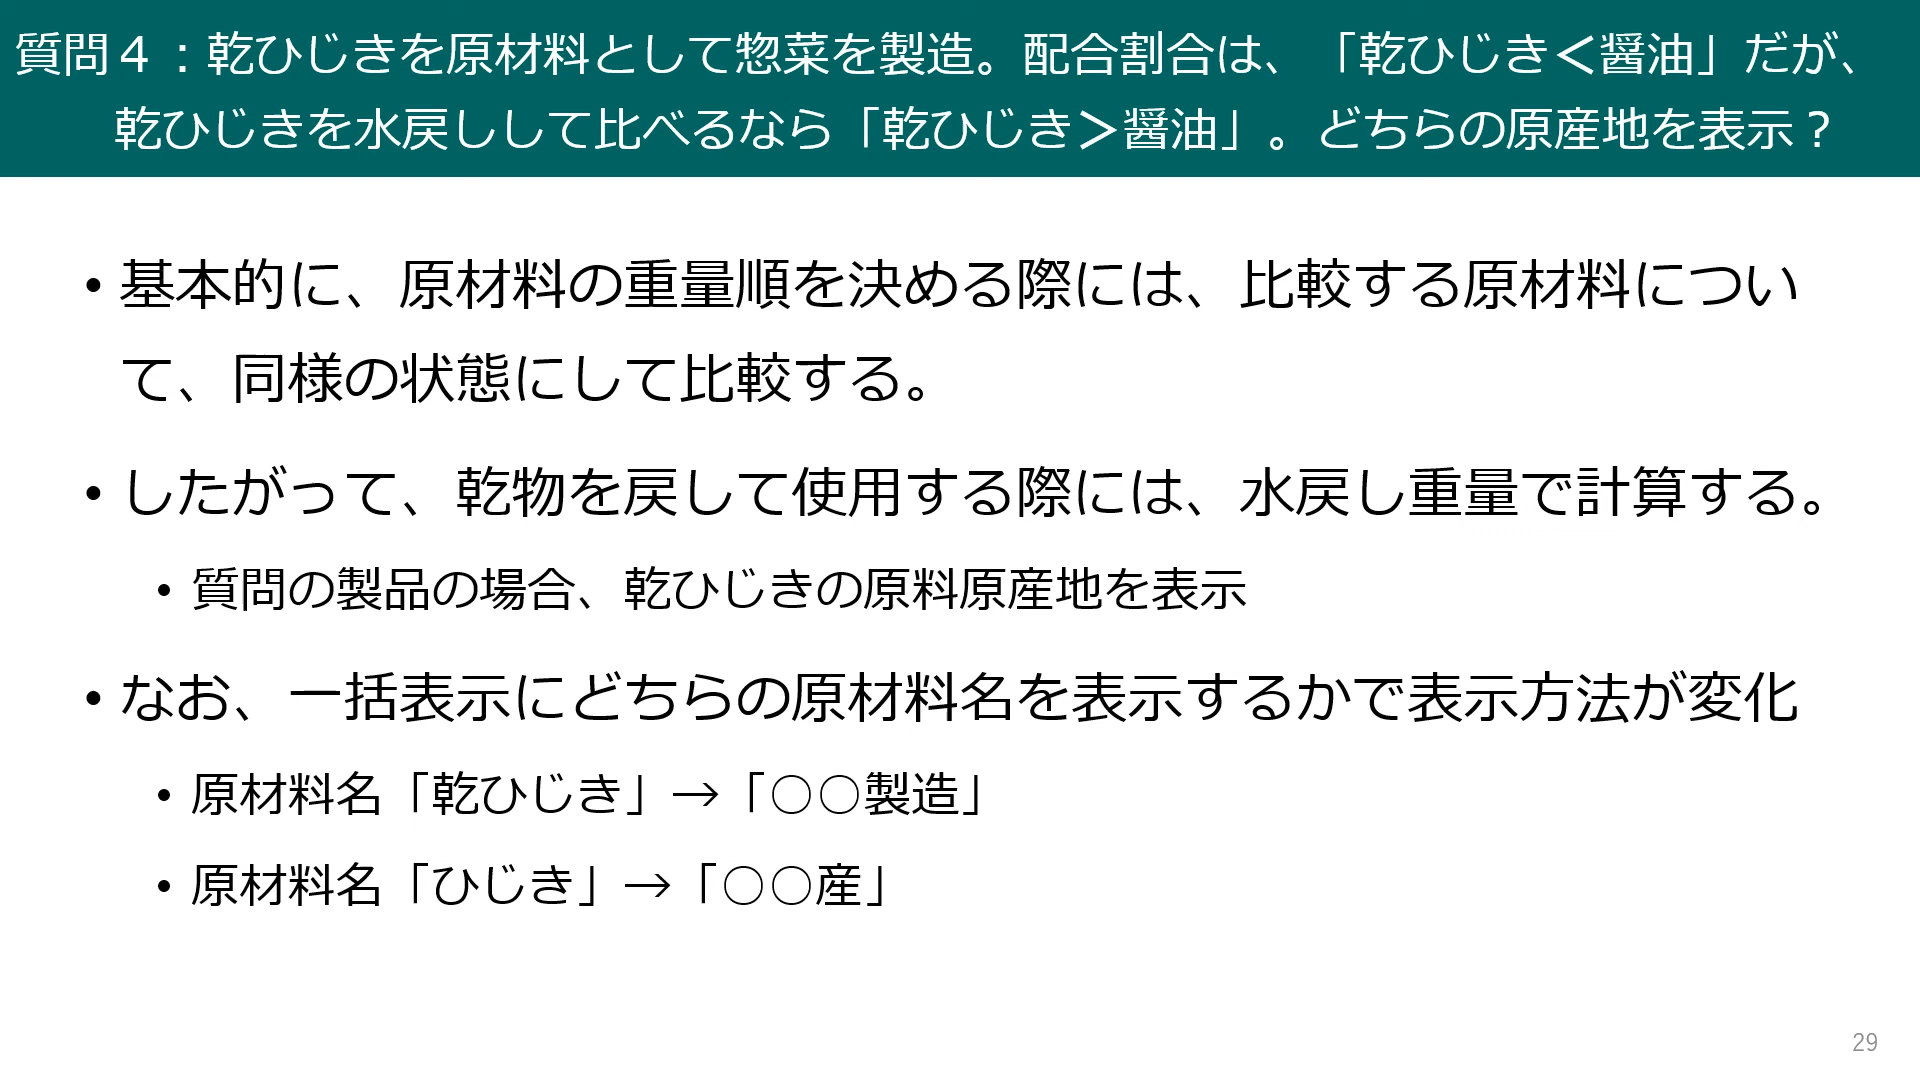 質問４：乾ひじきを原材料として惣菜を製造。配合割合は、「乾ひじき＜醤油」だが、
乾ひじきを水戻しして比べるなら「乾ひじき＞醤油」。どちらの原産地を表示？
• 基本的に、原材料の重量順を決める際には、比較する原材料につい
て、同様の状態にして比較する。
• したがって、乾物を戻して使用する際には、水戻し重量で計算する。
• 質問の製品の場合、乾ひじきの原料原産地を表示
• なお、一括表示にどちらの原材料名を表示するかで表示方法が変化
• 原材料名「乾ひじき」→「○○製造」
• 原材料名「ひじき」→「○○産」
29